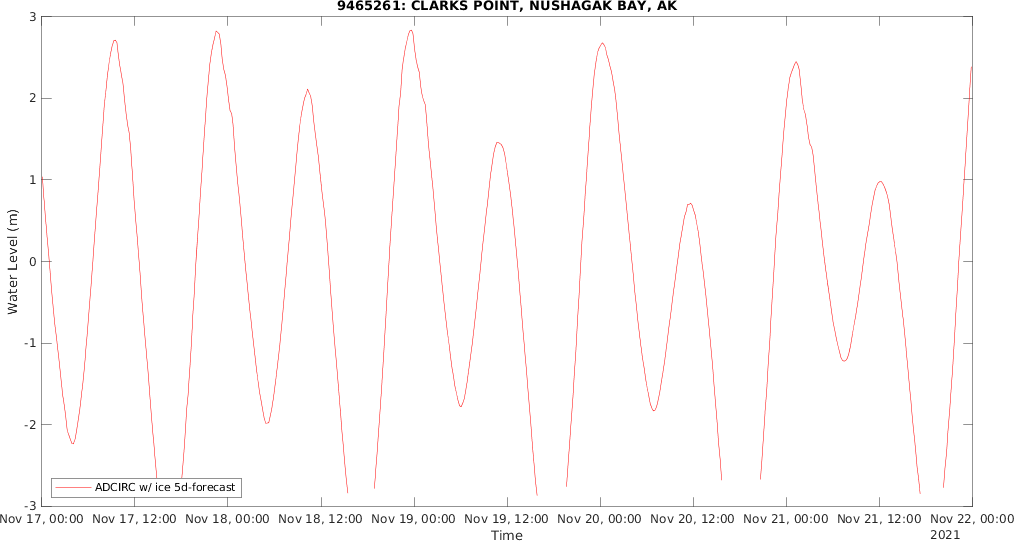 9465261: CLARKS POINT, NUSHAGAK BAY, AK
3
2
1
0
-1
-2
-3
Water Level (m)
ADCIRC w/ ice 5d-forecast
Nov 17, 00:00 Nov 17, 12:00 Nov 18, 00:00 Nov 18, 12:00 Nov 19, 00:00 Nov 19, 12:00 Nov 20, 00:00 Nov 20, 12:00 Nov 21, 00:00 Nov 21, 12:00 Nov 22, 00:00
Time
2021